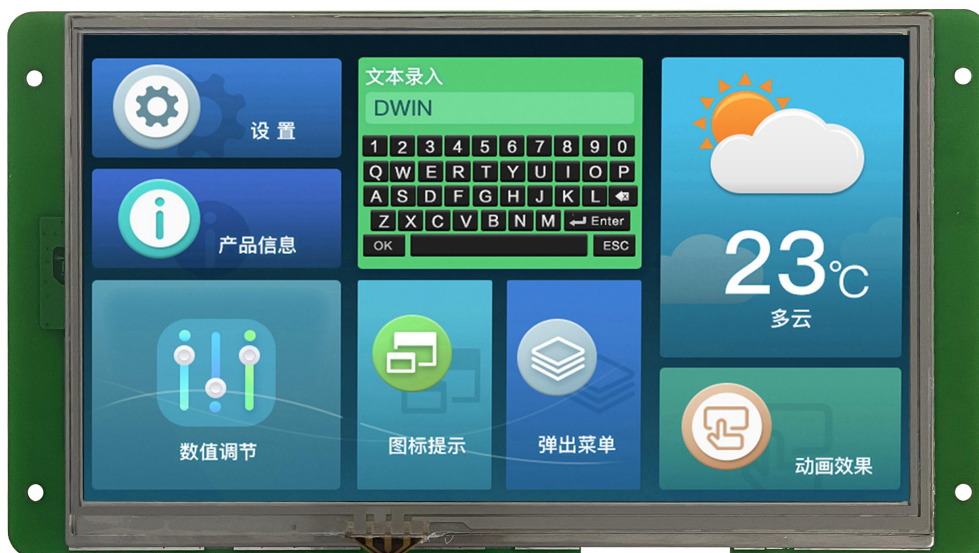 设 置
产品信息
数值调节
文本录入
DWIN
1 2 3 4 5 6 7 8 9 0
Q W E R T Y U I O P
A S D F G H J K L
Z X C V B N M Enter
OK ESC
图标提示
弹出菜单
23℃
多云
动画效果